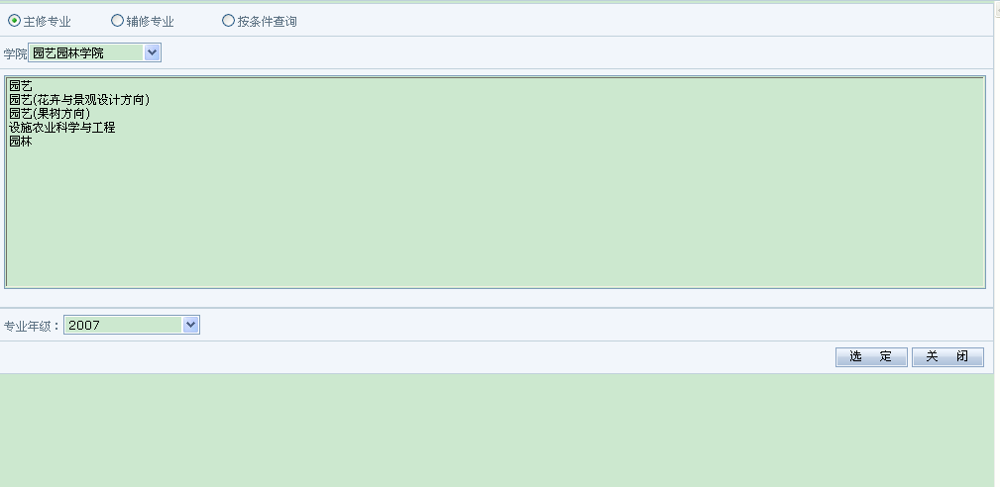 主修专业 辅修专业 按条件查询
学院 园艺园林学院
园艺
园艺(花卉与景观设计方向)
园艺(果树方向)
设施农业科学与工程
园林
专业年级：2007
选 定 关 闭